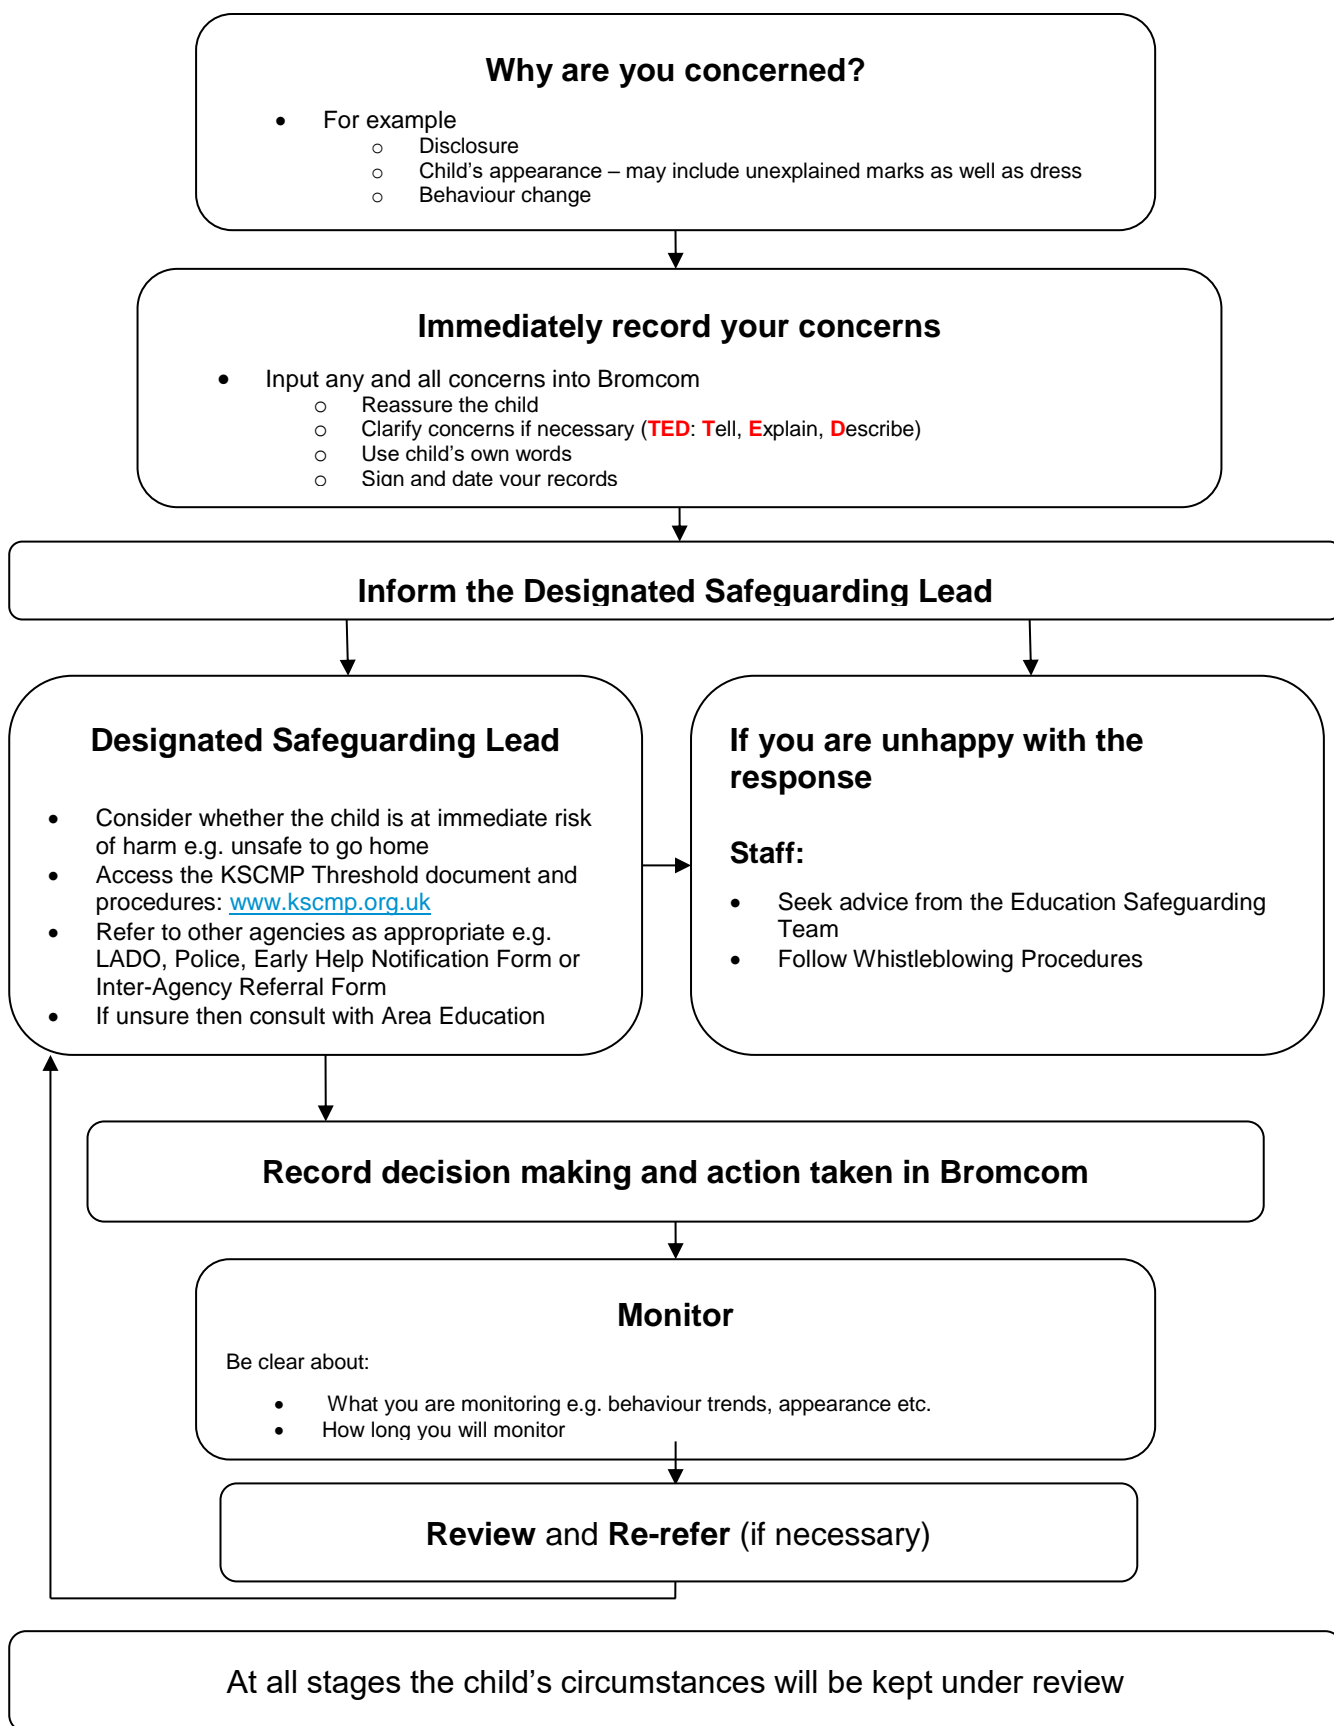 Why are you concerned?
• For example
o Disclosure
o Child's appearance – may include unexplained marks as well as dress
o Behaviour change
Immediately record your concerns
• Input any and all concerns into Bromcom
o Reassure the child
o Clarify concerns if necessary (TED: Tell, Explain, Describe)
o Use child's own words
o Sign and date your records
Inform the Designated Safeguarding Lead
Designated Safeguarding Lead
• Consider whether the child is at immediate risk
of harm e.g. unsafe to go home
• Access the KSCMP Threshold document and
procedures: www.kscmp.org.uk
• Refer to other agencies as appropriate e.g.
LADO, Police, Early Help Notification Form or
Inter-Agency Referral Form
• If unsure then consult with Area Education
If you are unhappy with the
response
Staff:
• Seek advice from the Education Safeguarding
Team
• Follow Whistleblowing Procedures
Record decision making and action taken in Bromcom
Monitor
Be clear about:
• What you are monitoring e.g. behaviour trends, appearance etc.
• How long you will monitor
Review and Re-refer (if necessary)
At all stages the child's circumstances will be kept under review